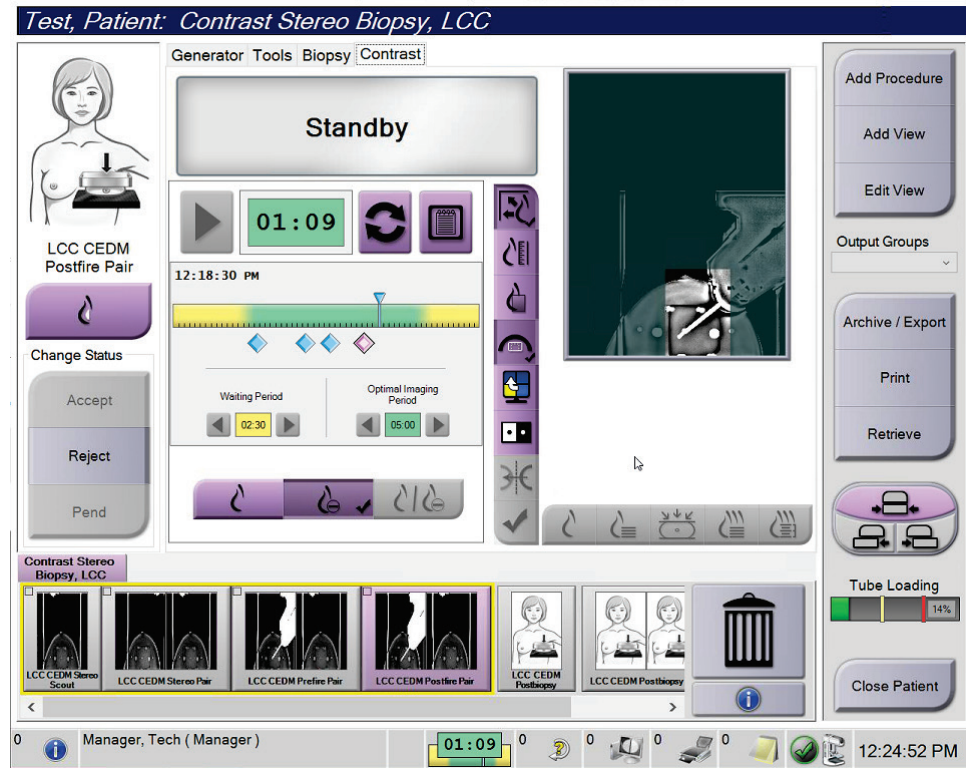 Test, Patient: Contrast Stereo Biopsy, LCC
Generator Tools Biopsy Contrast
Standby
LCC CEDM
Postfire Pair
Change Status
Accept
Reject
Pend
01:09
12:18:30 PM
Waiting Period
02:30
Optimal Imaging
Period
05:00
Add Procedure
Add View
Edit View
Output Groups
Archive / Export
Print
Retrieve
Tube Loading
14%
Close Patient
Contrast Stereo
Biopsy, LCC
LCC CEDM Stereo
Scout
LCC CEDM Stereo Pair
LCC CEDM Prefire Pair
LCC CEDM Postfire Pair
LCC CEDM
Postbiopsy
LCC CEDM Postbiopsy
0
Manager, Tech ( Manager )
01:09
0
0
0
0
12:24:52 PM